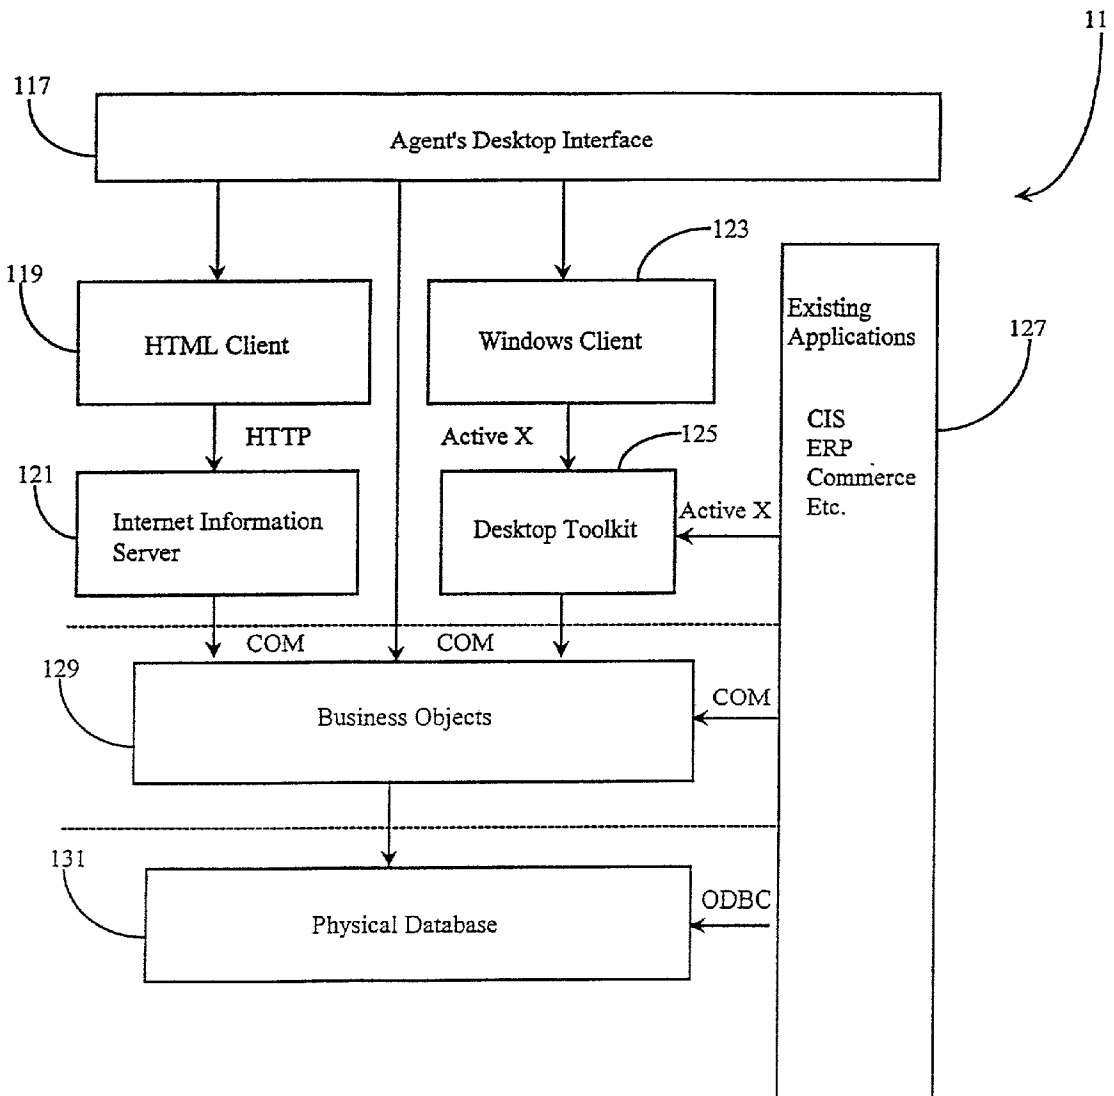 11
117
Agent's Desktop Interface
123
119
HTML Client
Windows Client
Existing
Applications
127
CIS
ERP
Commerce
Etc.
HTTP
Active X
125
121
Internet Information
Server
Desktop Toolkit
Active X
COM
COM
129
Business Objects
COM
131
Physical Database
ODBC